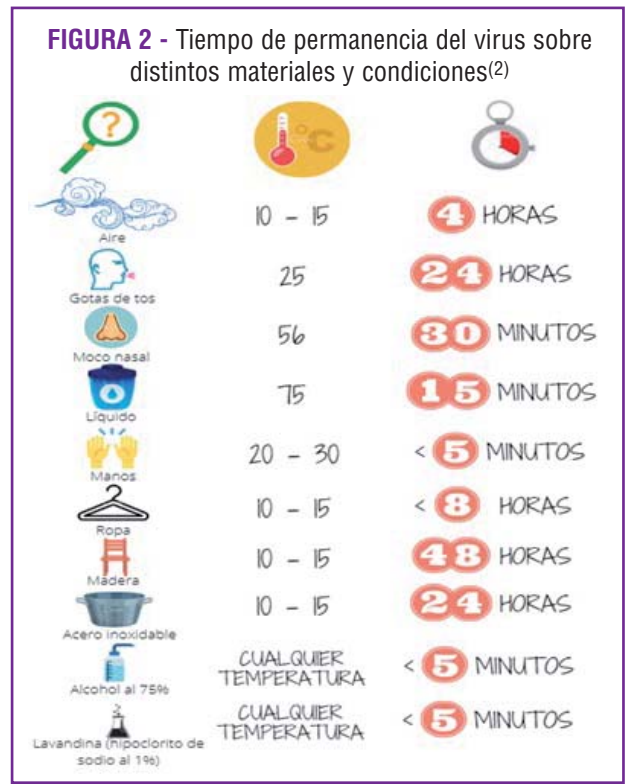 FIGURA 2 - Tiempo de permanencia del virus sobre
distintos materiales y condiciones(2)
?
°C
Aire 10 - 15 4 HORAS
Gotas de tos 25 24 HORAS
Moco nasal 56 30 MINUTOS
Líquido 75 15 MINUTOS
Manos 20 - 30 < 5 MINUTOS
Ropa 10 - 15 < 8 HORAS
Madera 10 - 15 48 HORAS
Acero inoxidable 10 - 15 24 HORAS
Alcohol al 75% CUALQUIER
TEMPERATURA < 5 MINUTOS
Lavandina (hipoclorito de
sodio al 1%) CUALQUIER
TEMPERATURA < 5 MINUTOS